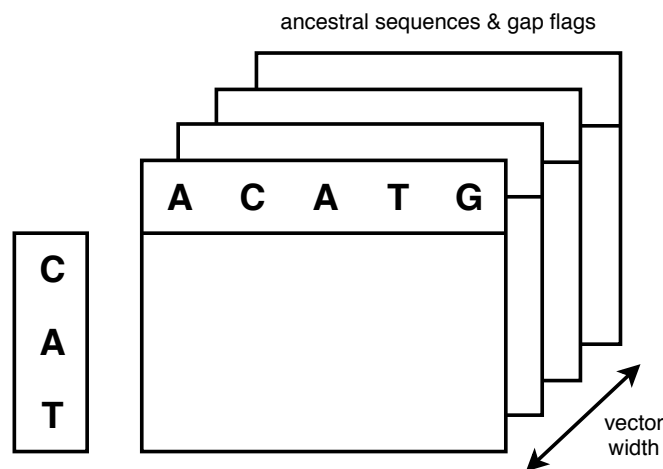 ancestral sequences & gap flags
A C A T G
C
A
T
vector
width